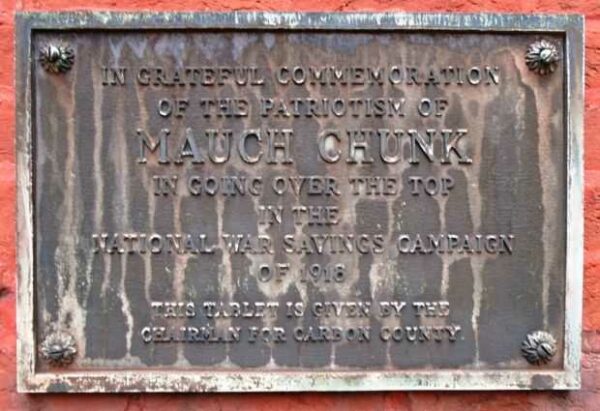 IN GRATEFUL COMMEMORATION
OF THE PATRIOTISM OF
MAUCH CHUNK
IN GOING OVER THE TOP
IN THE
NATIONAL WAR SAVINGS CAMPAIGN
OF 1918
THIS TABLET IS GIVEN BY THE
CHAIRMAN FOR CARBON COUNTY.